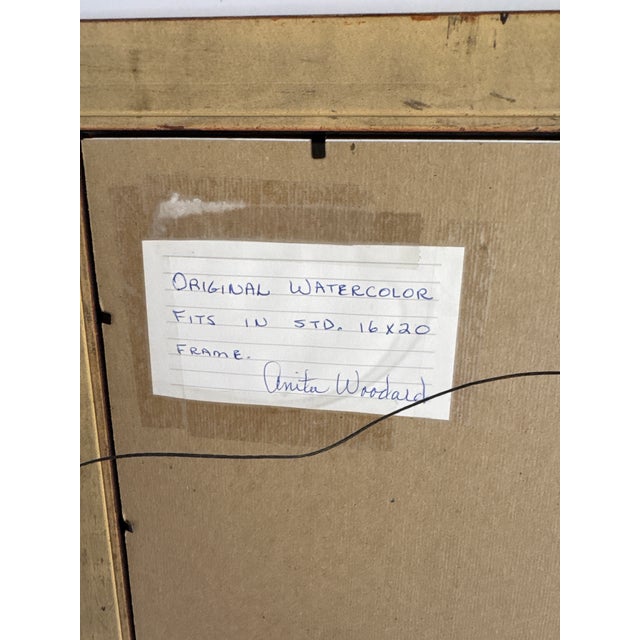 ORIGINAL WATERCOLOR
FITS IN STD. 16X20
FRAME.
Anita Woodard